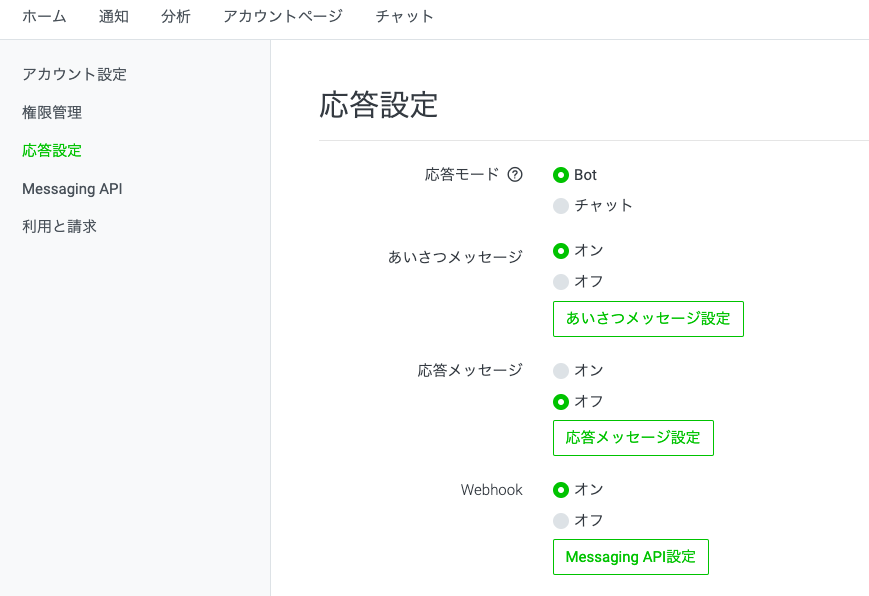 ホーム 通知 分析 アカウントページ チャット
アカウント設定
権限管理
応答設定
Messaging API
利用と請求
応答設定
応答モード ?
Bot
チャット
あいさつメッセージ
オン
オフ
あいさつメッセージ設定
応答メッセージ
オン
オフ
応答メッセージ設定
Webhook
オン
オフ
Messaging API設定